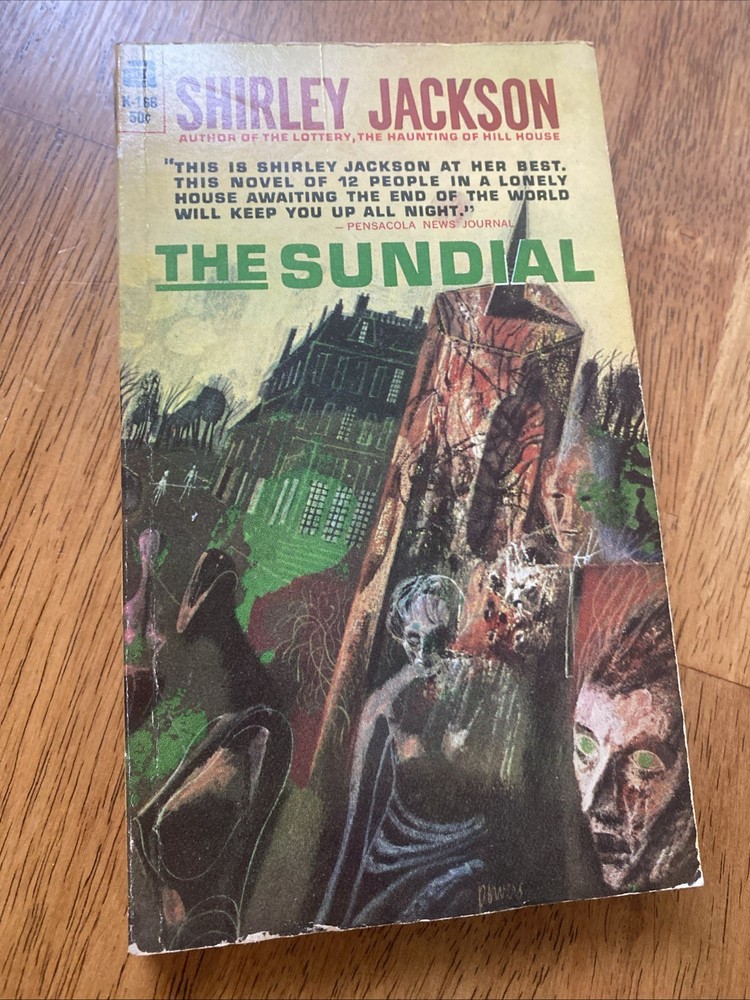 K-166
50¢
SHIRLEY JACKSON
AUTHOR OF THE LOTTERY, THE HAUNTING OF HILL HOUSE
"THIS IS SHIRLEY JACKSON AT HER BEST.
THIS NOVEL OF 12 PEOPLE IN A LONELY
HOUSE AWAITING THE END OF THE WORLD
WILL KEEP YOU UP ALL NIGHT."
— PENSACOLA NEWS JOURNAL
THE SUNDIAL
powers